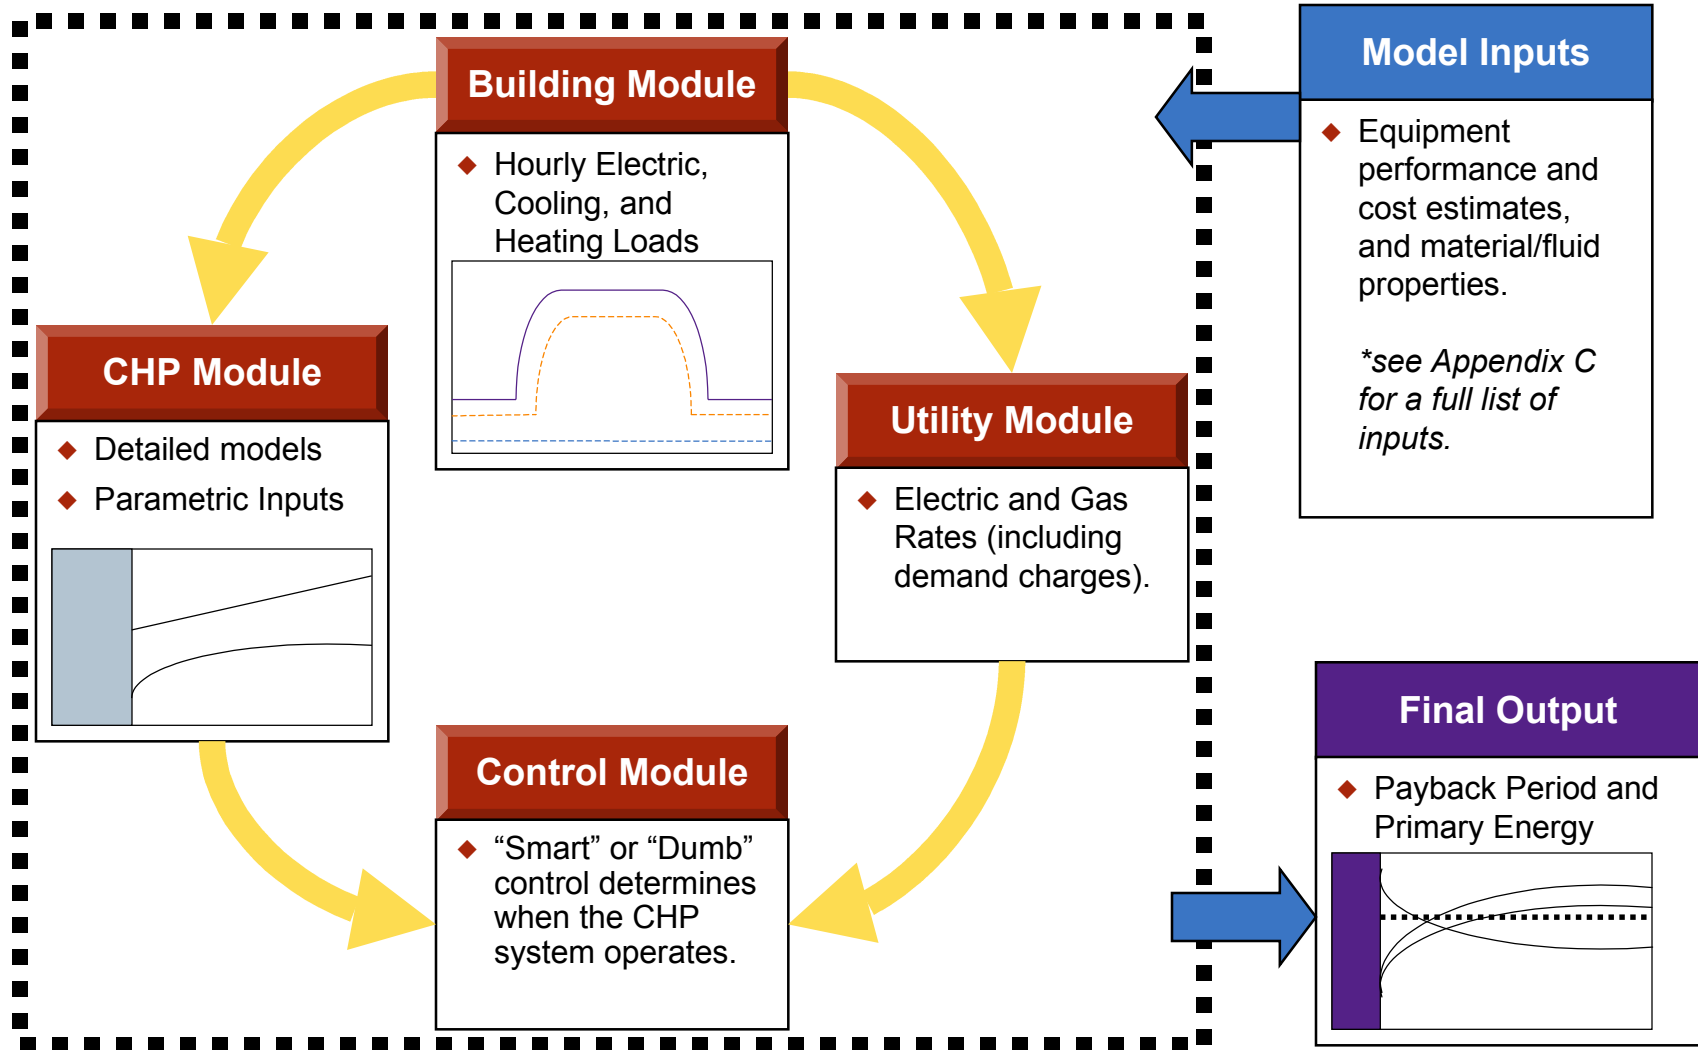 Building Module
Hourly Electric,
Cooling, and
Heating Loads
CHP Module
Detailed models
Parametric Inputs
Utility Module
Electric and Gas
Rates (including
demand charges).
Control Module
“Smart” or “Dumb”
control determines
when the CHP
system operates.
Model Inputs
Equipment
performance and
cost estimates,
and material/fluid
properties.
*see Appendix C
for a full list of
inputs.
Final Output
Payback Period and
Primary Energy